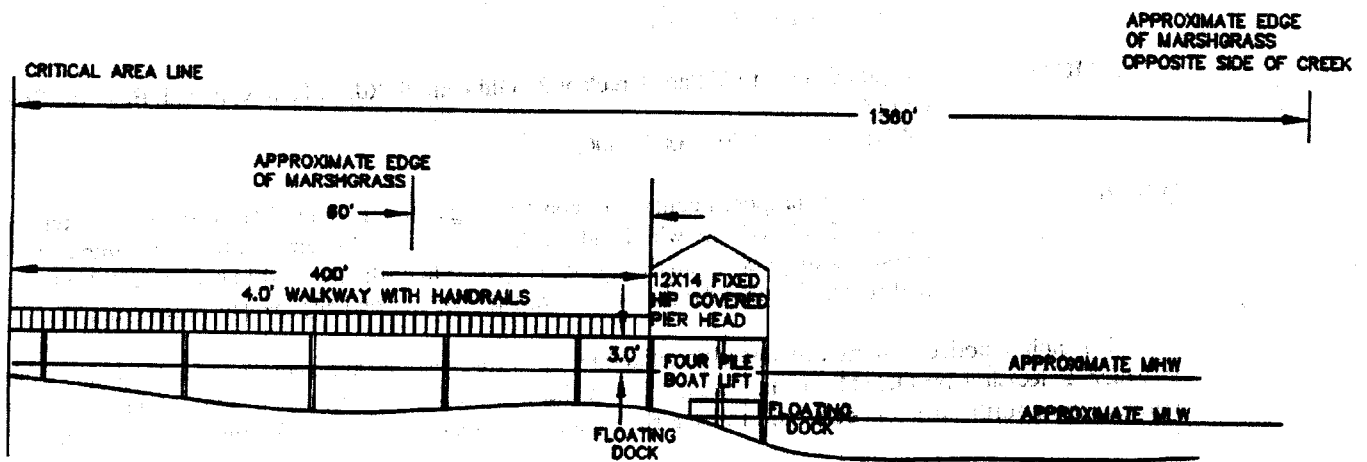 APPROXIMATE EDGE
OF MARSHGRASS
OPPOSITE SIDE OF CREEK
CRITICAL AREA LINE
1360'
APPROXIMATE EDGE
OF MARSHGRASS
60'
400'
4.0' WALKWAY WITH HANDRAILS
12X14 FIXED
HIP COVERED
PIER HEAD
3.0'
FOUR PILE
BOAT LIFT
APPROXIMATE MHW
FLOATING
DOCK
APPROXIMATE MLW
FLOATING
DOCK